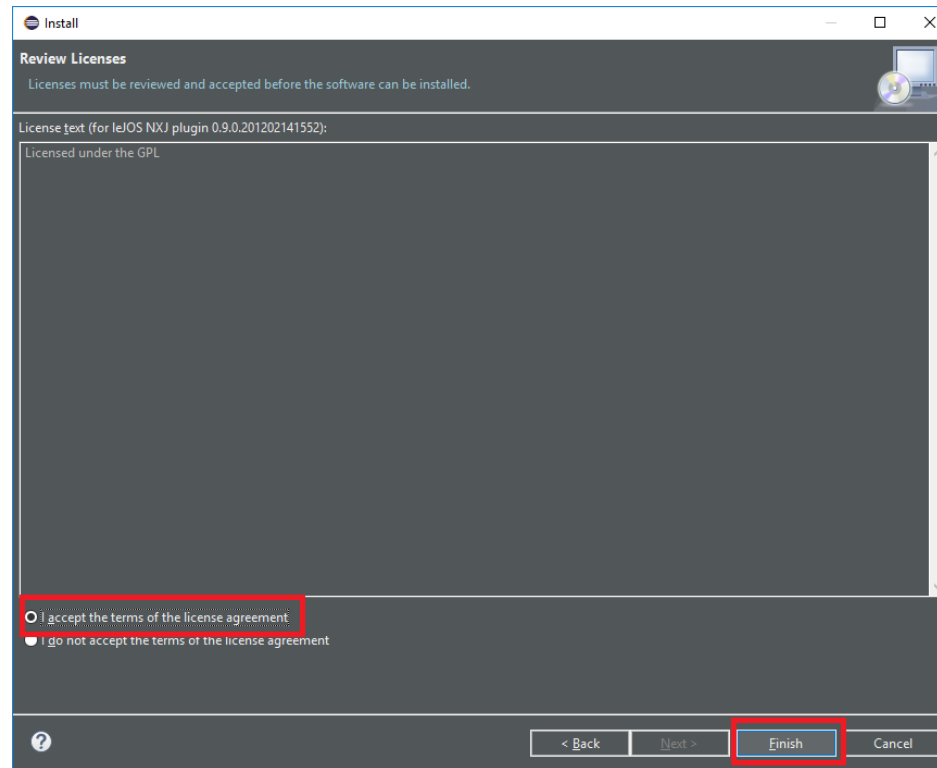 Install
Review Licenses
Licenses must be reviewed and accepted before the software can be installed.
License text (for leJOS NXJ plugin 0.9.0.201202141552):
Licensed under the GPL
I accept the terms of the license agreement
I do not accept the terms of the license agreement
? < Back Next > Finish Cancel